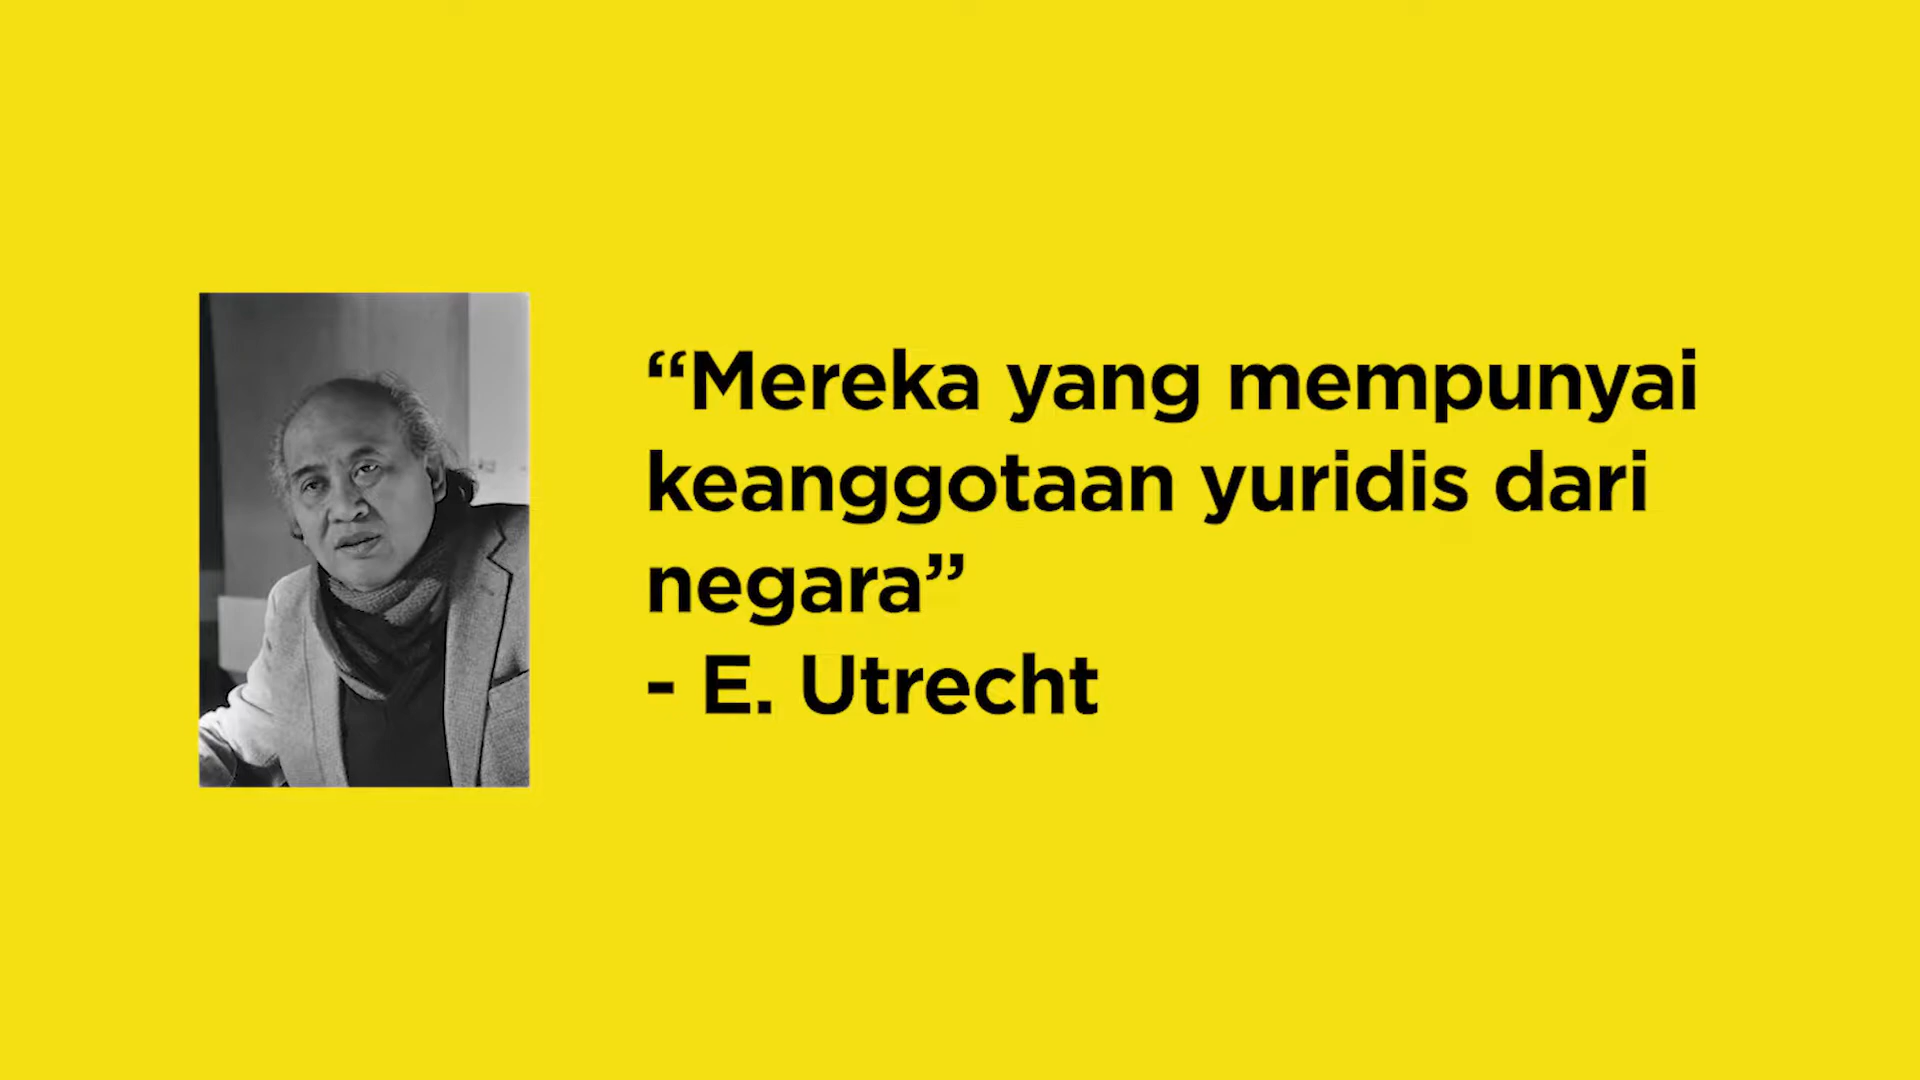 “Mereka yang mempunyai
keanggotaan yuridis dari
negara”
- E. Utrecht